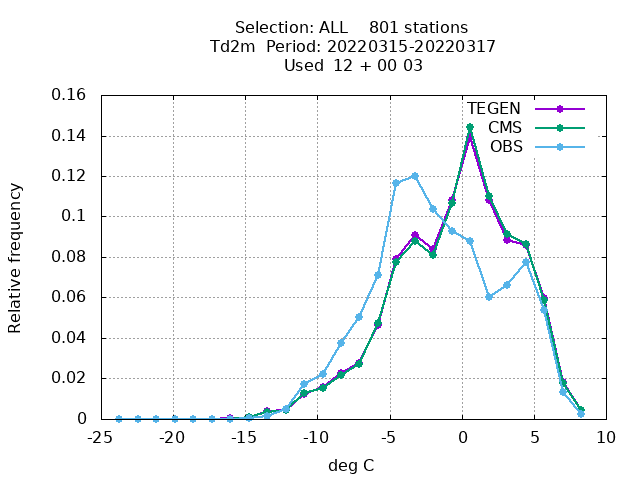 Selection: ALL    801 stations
Td2m  Period: 20220315-20220317
Used  12 + 00 03
TEGEN
CMS
OBS
Relative frequency
0.16
0.14
0.12
0.1
0.08
0.06
0.04
0.02
0
-25 -20 -15 -10 -5 0 5 10
deg C